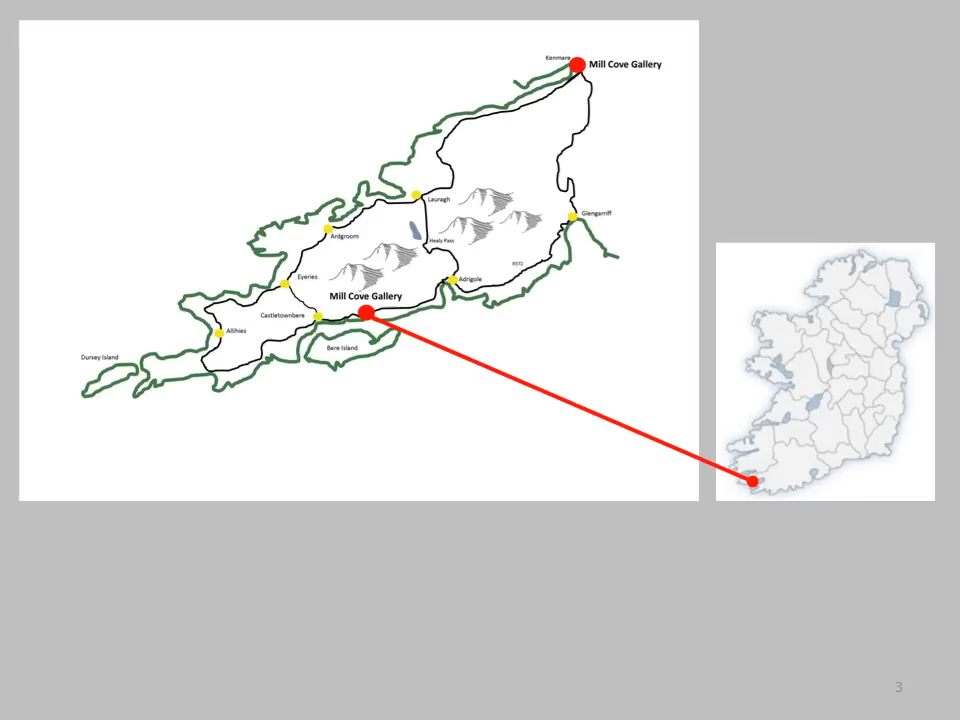 Kenmare
Mill Cove Gallery
Lauragh
Glengarriff
Ardgroom
Healy Pass
R572
Eyeries
Adrigole
Mill Cove Gallery
Castletownbere
Allihies
Bere Island
Dursey Island
3